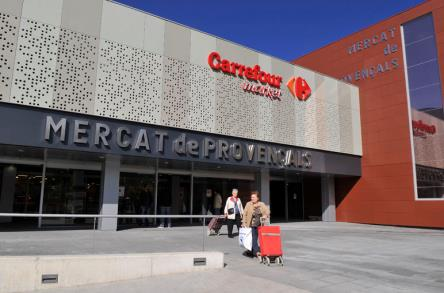 Carrefour
market
MERCAT de PROVENÇALS
MERCAT
de
PROVENÇALS